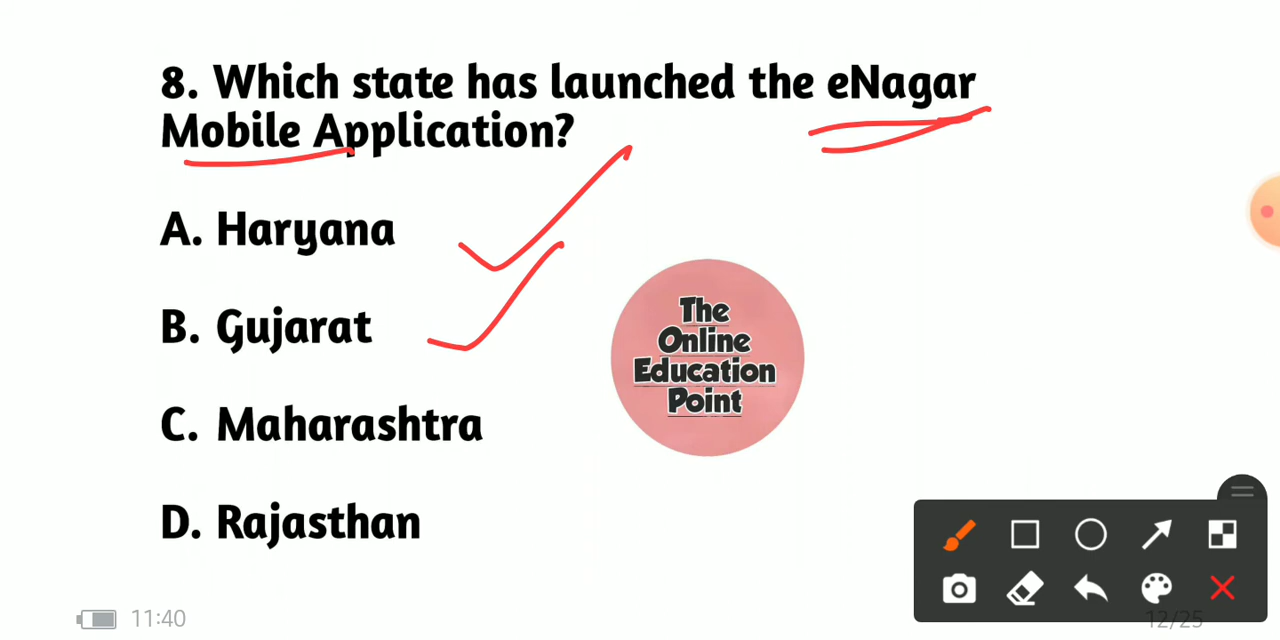 8. Which state has launched the eNagar
Mobile Application?
A. Haryana
B. Gujarat
C. Maharashtra
D. Rajasthan
The
Online
Education
Point
11:40
12/25